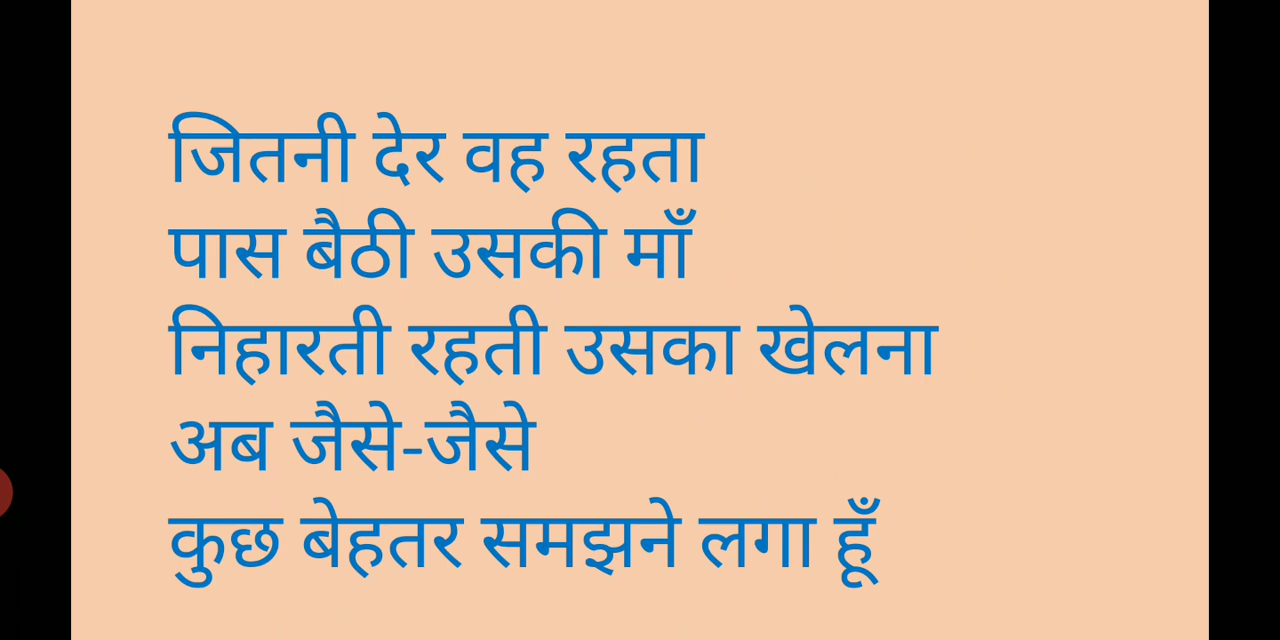 जितनी देर वह रहता
पास बैठी उसकी माँ
निहारती रहती उसका खेलना
अब जैसे-जैसे
कुछ बेहतर समझने लगा हूँ